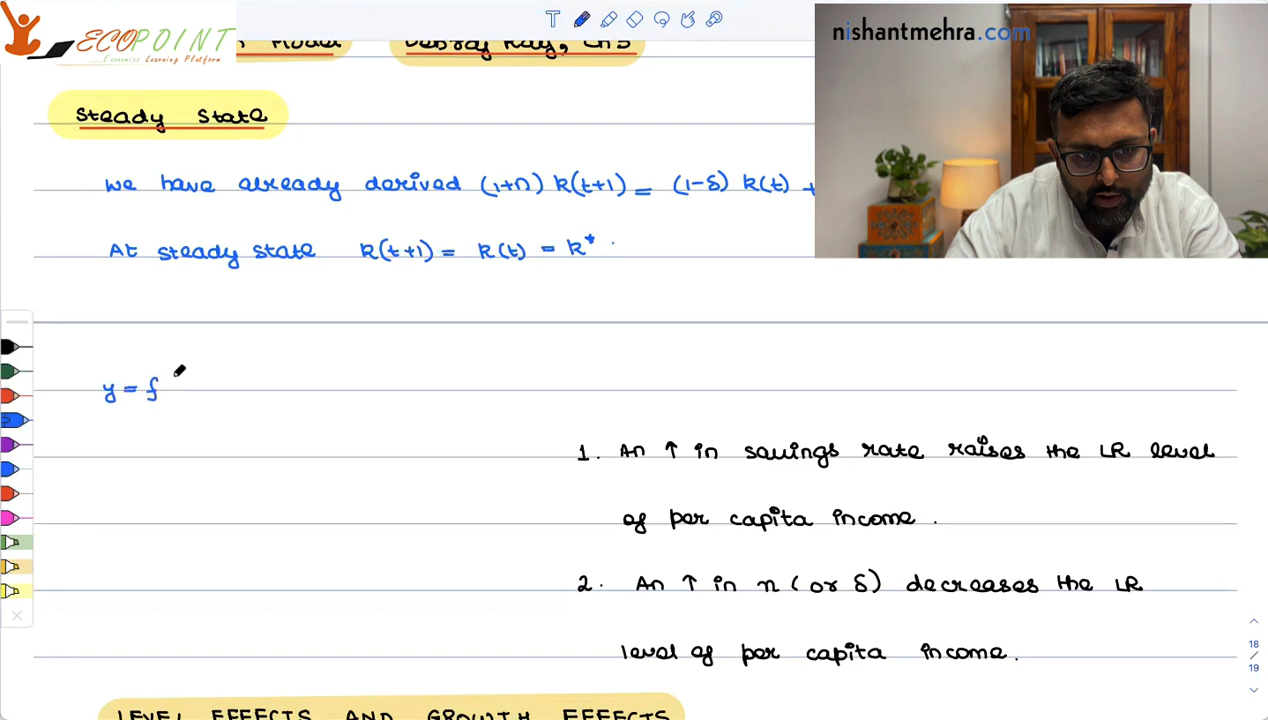 ECOPOINT
Economics Learning Platform
Model
Debraj Ray, Ch3
nishantmehra.com
Steady State
We have already derived (1+n) k(t+1) = (1-δ) k(t) +
At steady state k(t+1) = k(t) = k* .
y = f
1. An ↑ in savings rate raises the LR level
of per capita income .
2. An ↑ in n (or δ) decreases the LR
level of per capita income.
18
/
19
LEVEL EFFECTS AND GROWTH EFFECTS